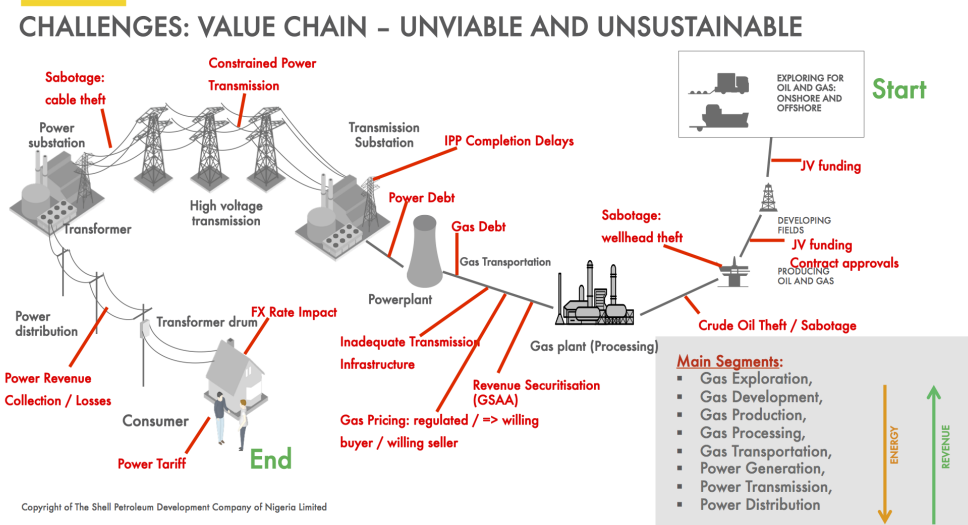 CHALLENGES: VALUE CHAIN – UNVIABLE AND UNSUSTAINABLE
EXPLORING FOR
OIL AND GAS:
ONSHORE AND
OFFSHORE
Start
JV funding
DEVELOPING
FIELDS
JV funding
Contract approvals
PRODUCING
OIL AND GAS
Sabotage:
wellhead theft
Crude Oil Theft / Sabotage
Gas plant (Processing)
Revenue Securitisation
(GSAA)
Gas Pricing: regulated / => willing
buyer / willing seller
Inadequate Transmission
Infrastructure
Gas Transportation
Gas Debt
Powerplant
Power Debt
IPP Completion Delays
Transmission
Substation
Constrained Power
Transmission
High voltage
transmission
Sabotage:
cable theft
Power
substation
Transformer
Power
distribution
Transformer drum
FX Rate Impact
Power Revenue
Collection / Losses
Consumer
Power Tariff
End
Main Segments:
▪ Gas Exploration,
▪ Gas Development,
▪ Gas Production,
▪ Gas Processing,
▪ Gas Transportation,
▪ Power Generation,
▪ Power Transmission,
▪ Power Distribution
ENERGY
REVENUE
Copyright of The Shell Petroleum Development Company of Nigeria Limited